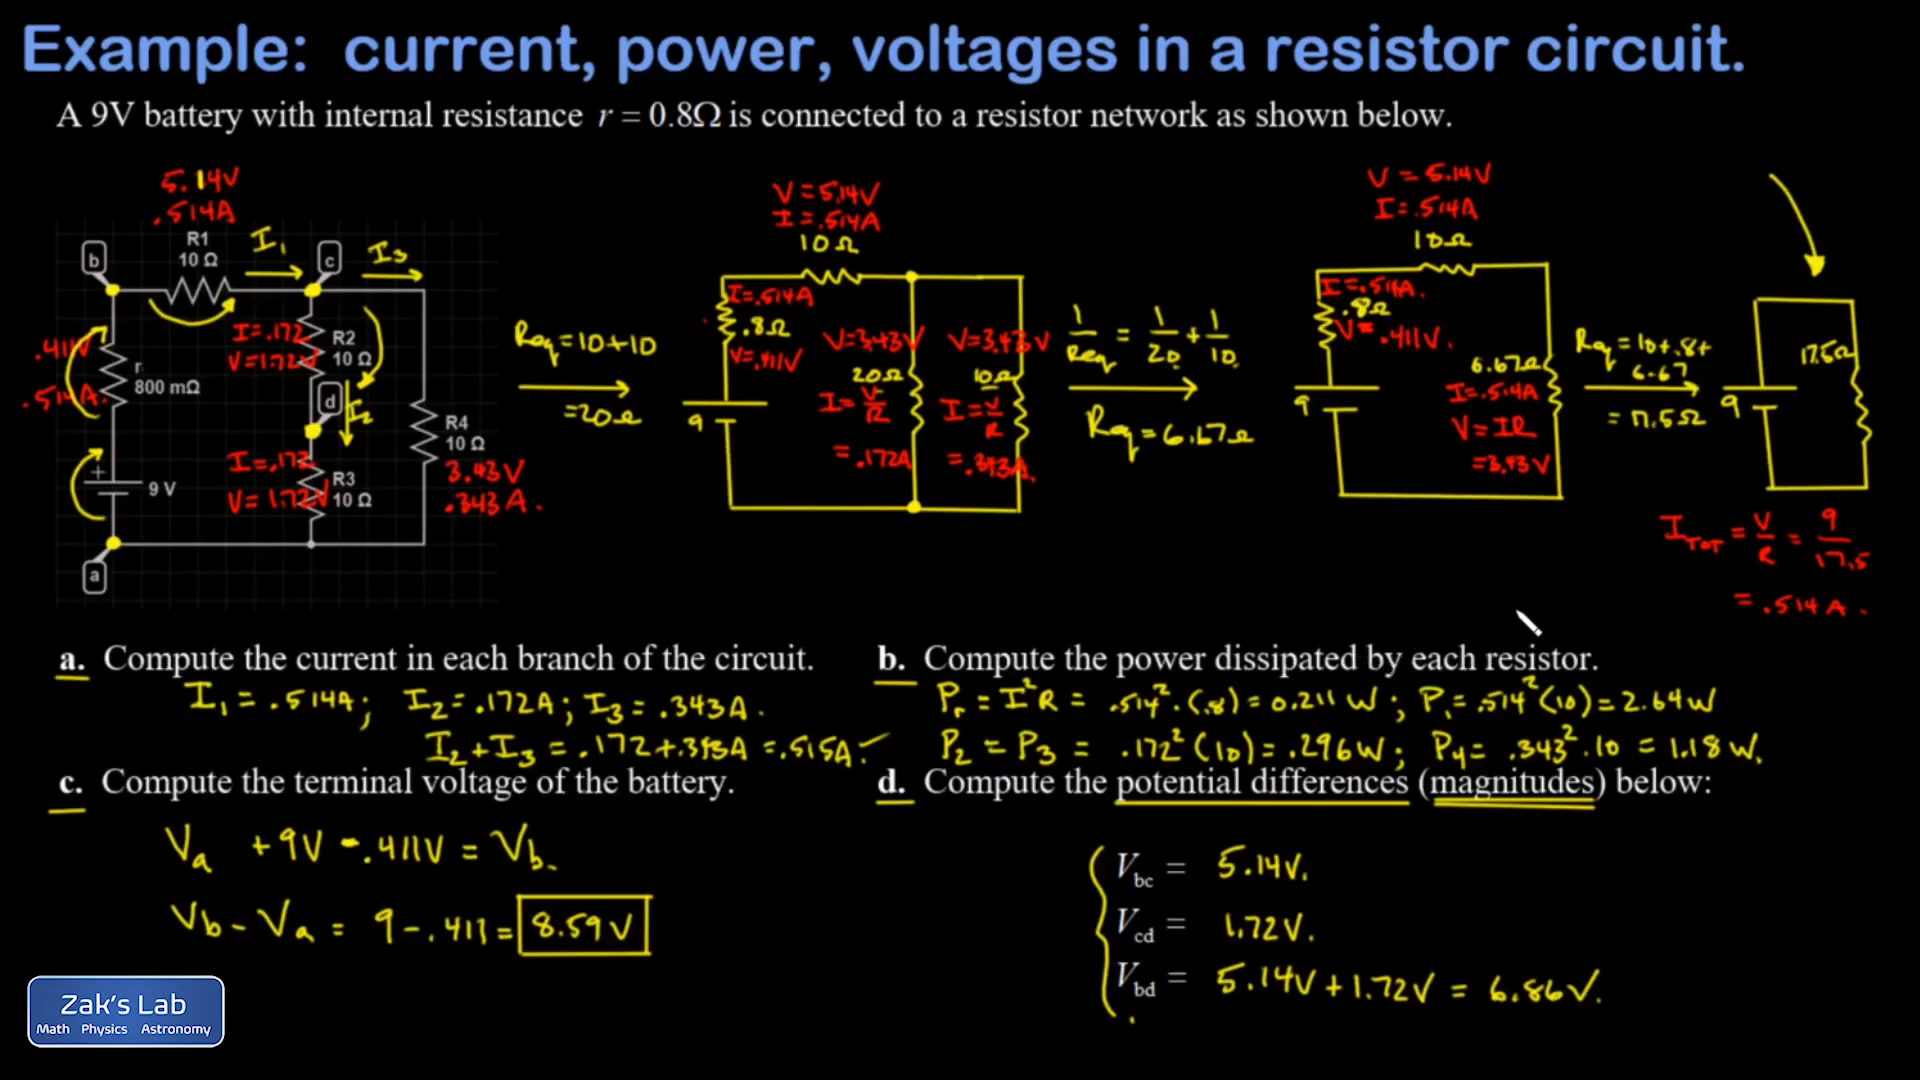 Example: current, power, voltages in a resistor circuit.
A 9V battery with internal resistance r = 0.8Ω is connected to a resistor network as shown below.
5.14V
.514A
R1
10 Ω
I₁
I₃
b
c
.411V
.514A.
r
800 mΩ
I=.172
V=1.72V
R2
10 Ω
d
I₂
+
9 V
I=.172
V=1.72V
R3
10 Ω
R4
10 Ω
3.43V
.343A.
a
Req=10+10
=20Ω
V=5.14V
I=.514A
10Ω
I=.514A
.8Ω
V=.411V
9
V=3.43V
20Ω
I=V/R
=.172A
V=3.43V
10Ω
I=V/R
=.343A.
1/Req = 1/20 + 1/10
Req=6.67Ω
V=5.14V
I=.514A
10Ω
I=.514A.
.8Ω
V=.411V.
9
6.67Ω
I=.514A
V=IR
=3.43V
Req=10+.8+
6.67
=17.5Ω
9
17.5Ω
I_TOT = V/R = 9/17.5
=.514A.
a. Compute the current in each branch of the circuit.
I₁=.514A; I₂=.172A; I₃=.343A.
I₂+I₃=.172+.343A=.515A ✓
b. Compute the power dissipated by each resistor.
Pᵣ=I²R=.514²·(.8)=0.211W; P₁=.514²(10)=2.64W
P₂=P₃=.172²(10)=.296W; P₄=.343²·10=1.18W.
c. Compute the terminal voltage of the battery.
Va +9V-.411V=Vb.
Vb-Va=9-.411=8.59V
d. Compute the potential differences (magnitudes) below:
Vbc = 5.14V.
Vcd = 1.72V.
Vbd = 5.14V+1.72V=6.86V.
Zak's Lab
Math Physics Astronomy